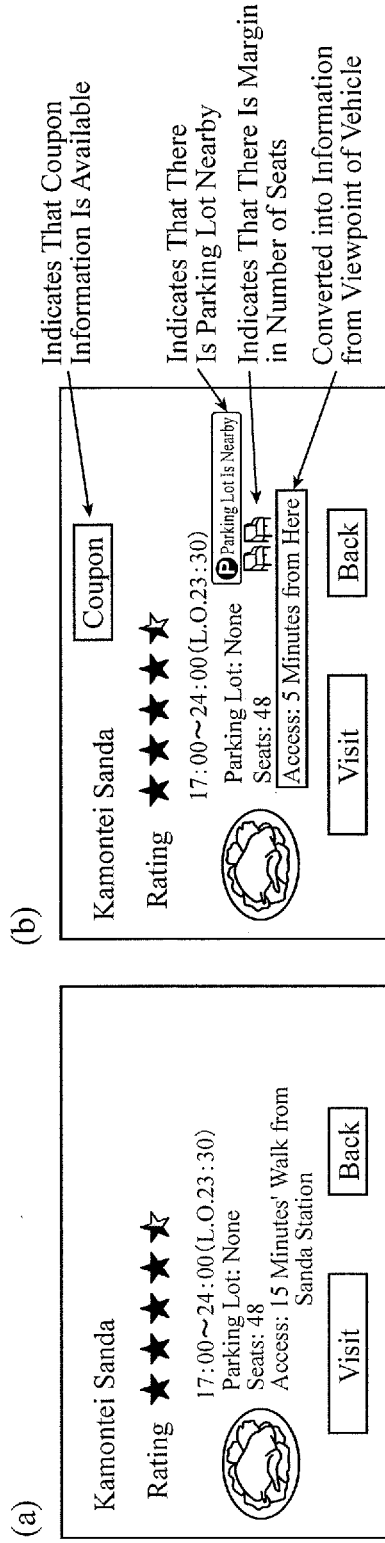 (a)
Kamontei Sanda
Rating ★★★★⯪
17:00~24:00(L.O.23:30)
Parking Lot: None
Seats: 48
Access: 15 Minutes' Walk from
Sanda Station
Visit
Back
(b)
Kamontei Sanda
Coupon
Rating ★★★★⯪
17:00~24:00(L.O.23:30)
Parking Lot: None
P Parking Lot Is Nearby
Seats: 48
Access: 5 Minutes from Here
Visit
Back
Indicates That Coupon
Information Is Available
Indicates That There
Is Parking Lot Nearby
Indicates That There Is Margin
in Number of Seats
Converted into Information
from Viewpoint of Vehicle